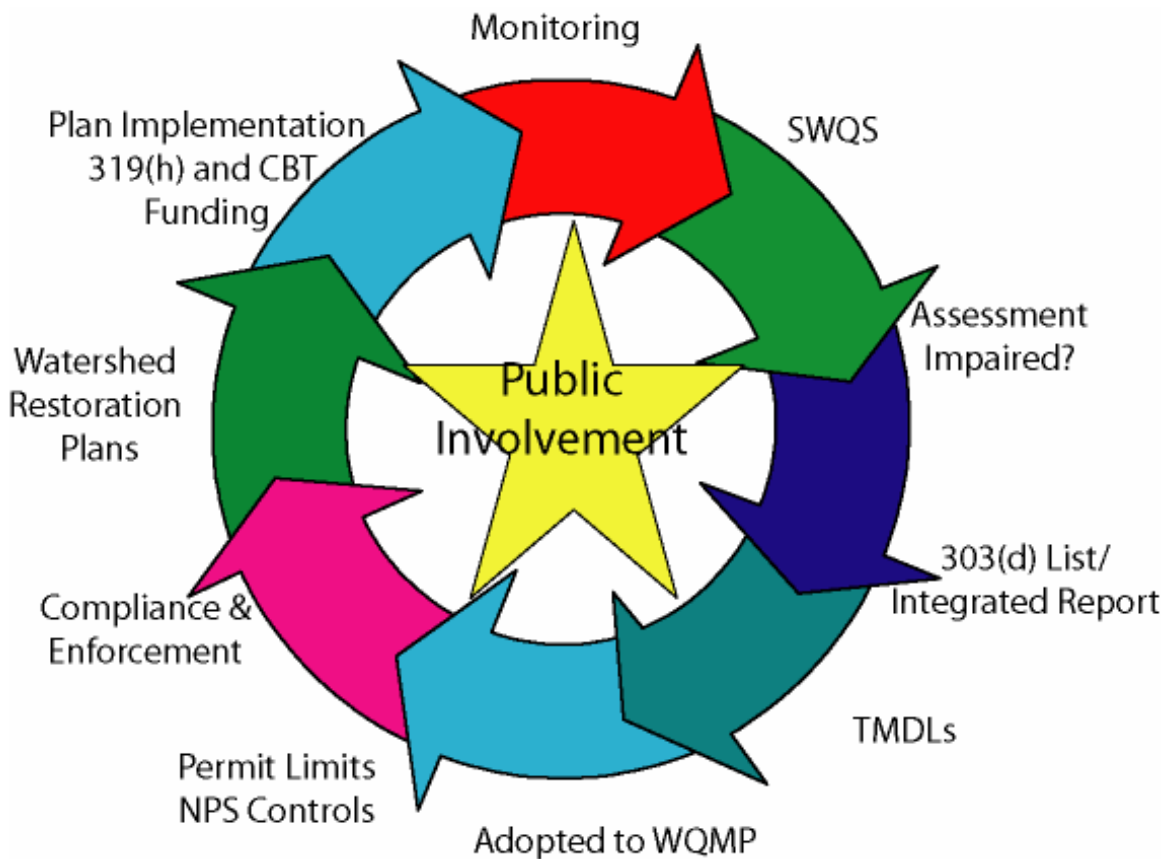 Monitoring
SWQS
Assessment
Impaired?
303(d) List/
Integrated Report
TMDLs
Adopted to WQMP
Permit Limits
NPS Controls
Compliance &
Enforcement
Watershed
Restoration
Plans
Plan Implementation
319(h) and CBT
Funding
Public
Involvement